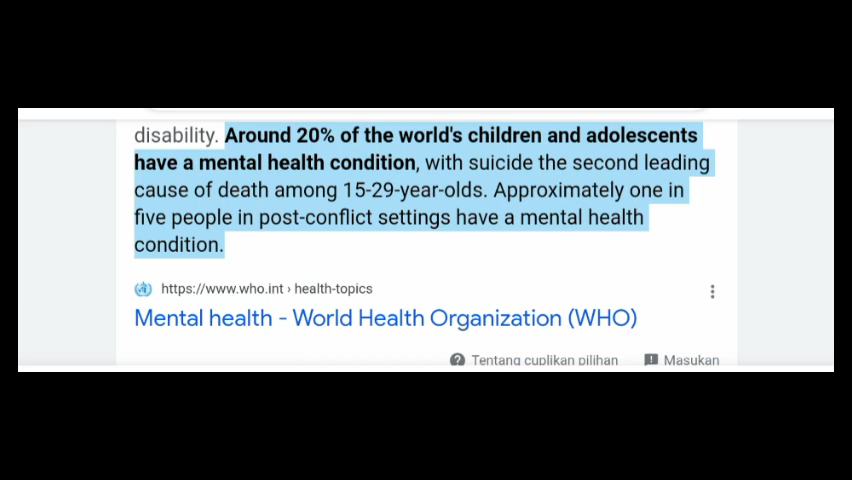 disability. Around 20% of the world's children and adolescents
have a mental health condition, with suicide the second leading
cause of death among 15-29-year-olds. Approximately one in
five people in post-conflict settings have a mental health
condition.
https://www.who.int › health-topics
Mental health - World Health Organization (WHO)
Tentang cuplikan pilihan
Masukan